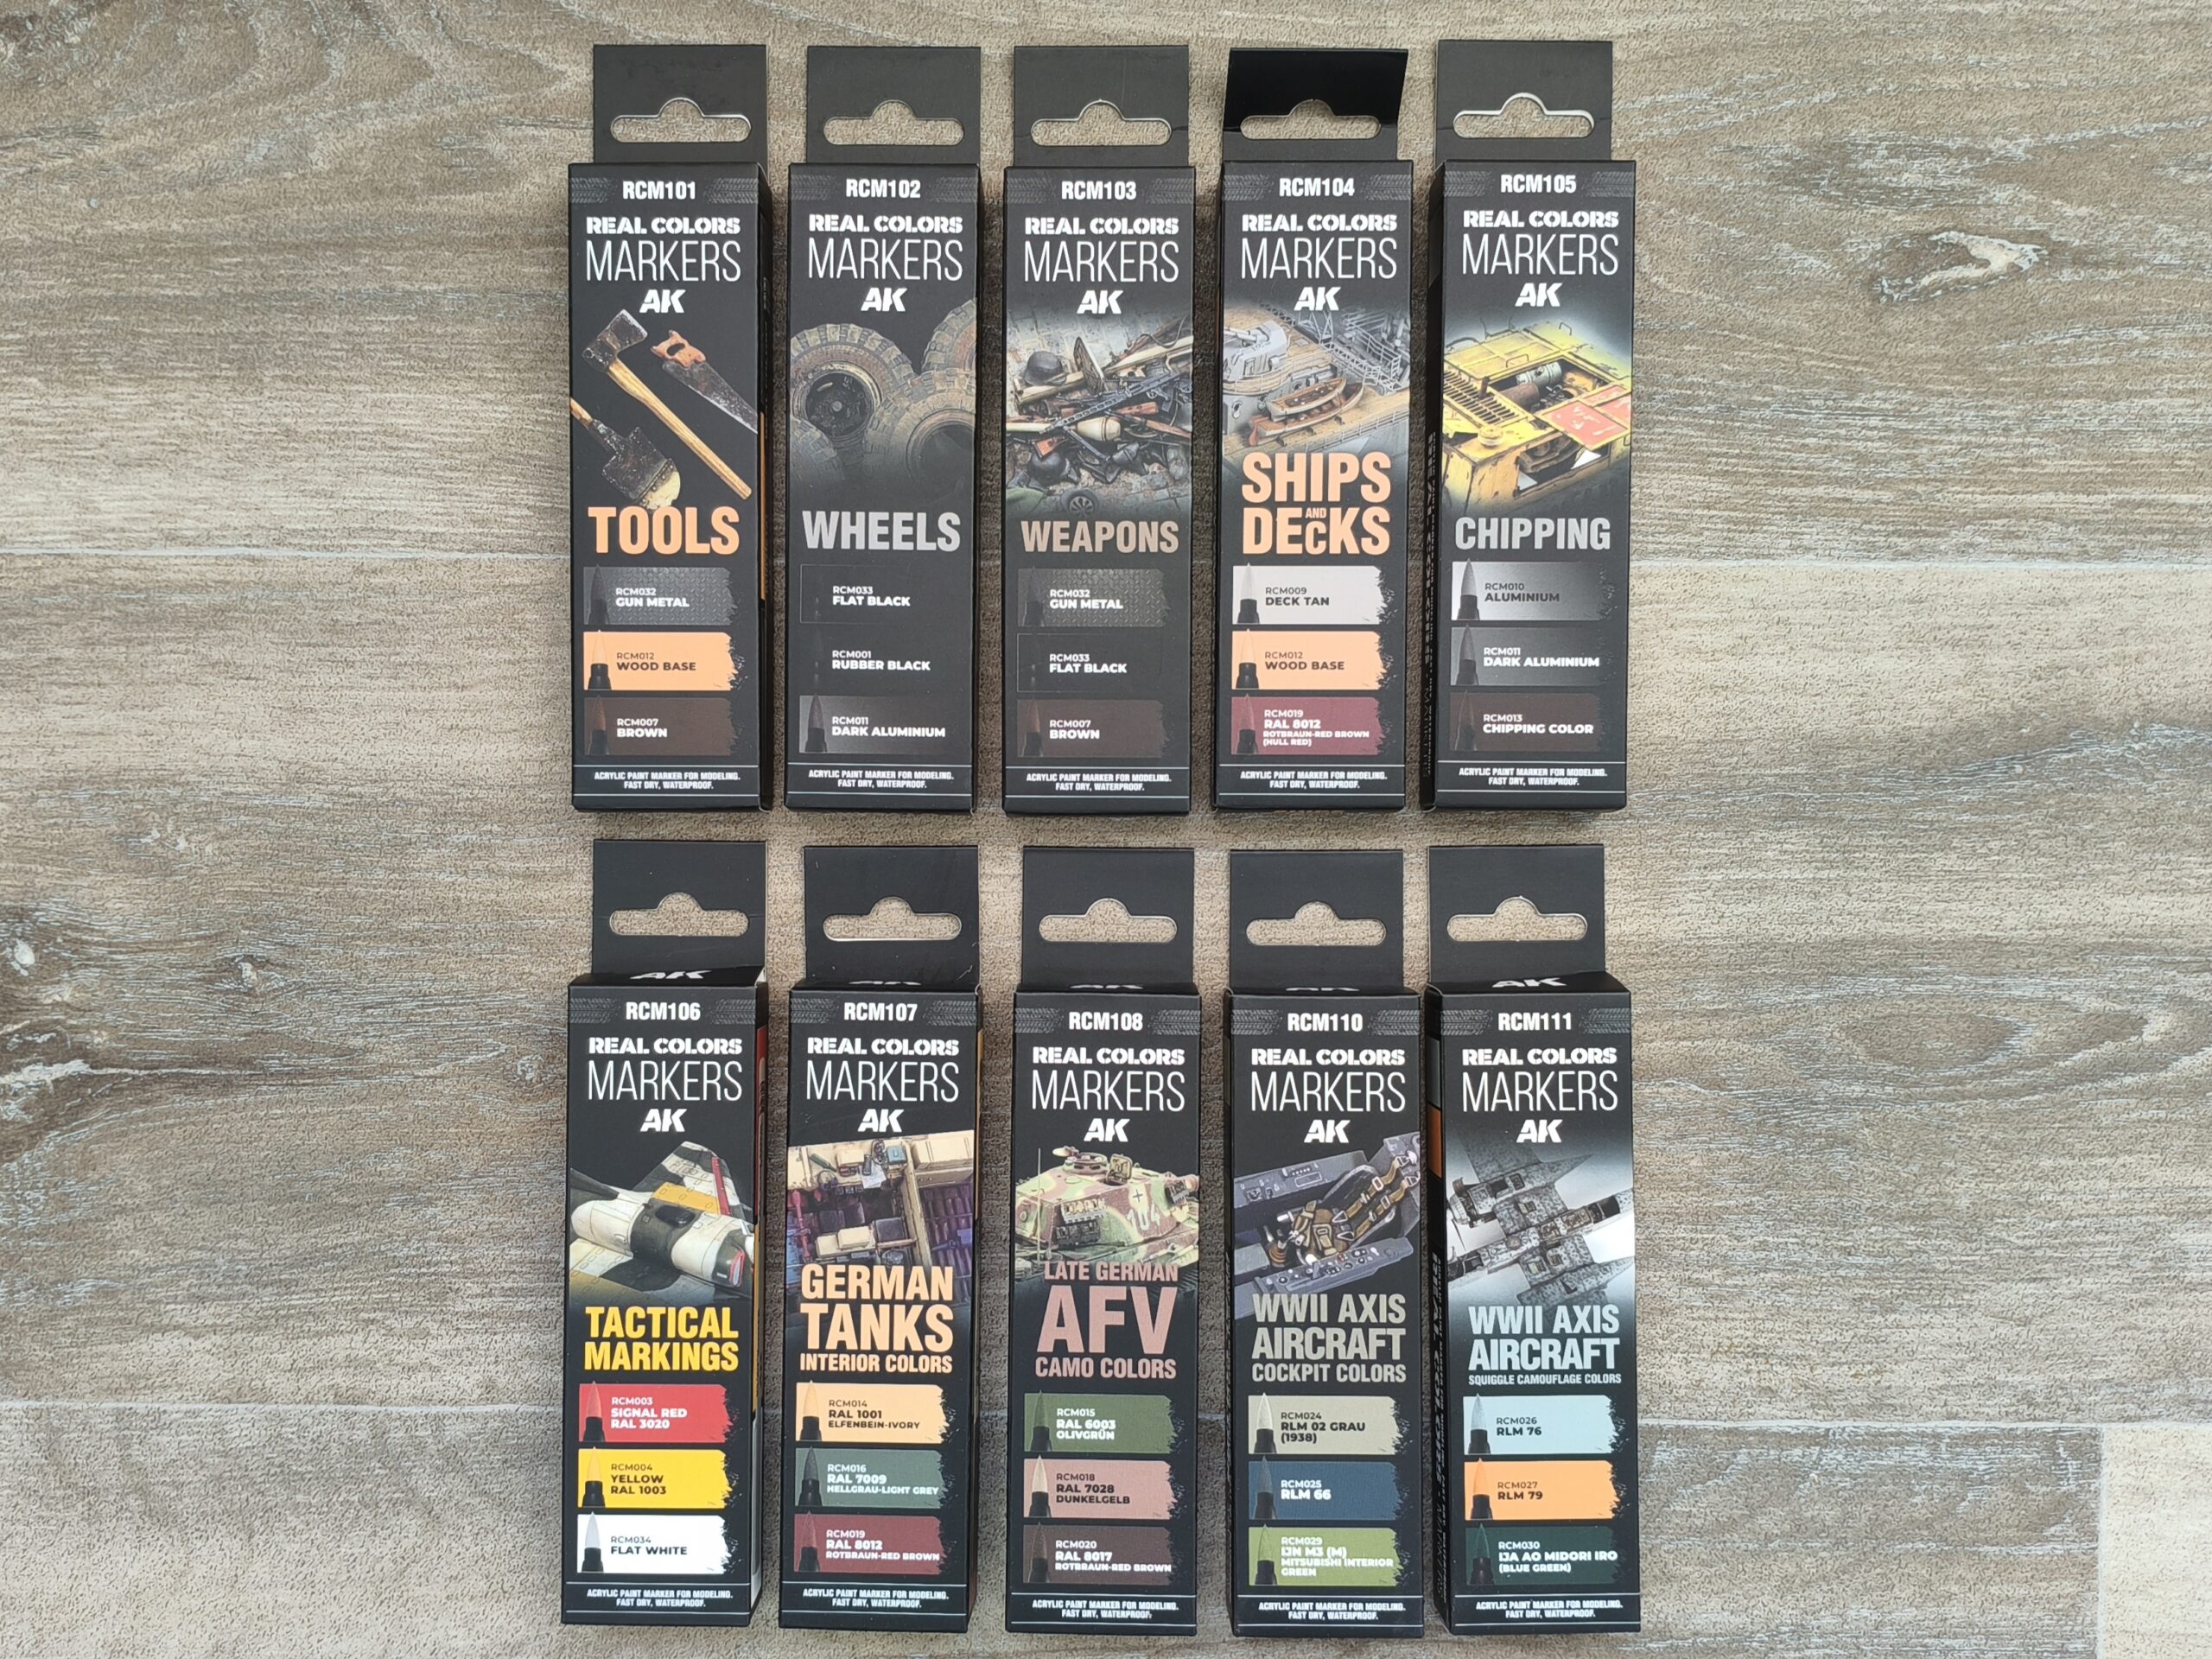 RCM101
REAL COLORS
MARKERS
AK
TOOLS
RCM032
GUN METAL
RCM012
WOOD BASE
RCM007
BROWN
ACRYLIC PAINT MARKER FOR MODELING.
FAST DRY, WATERPROOF.
RCM102
REAL COLORS
MARKERS
AK
WHEELS
RCM033
FLAT BLACK
RCM001
RUBBER BLACK
RCM011
DARK ALUMINIUM
ACRYLIC PAINT MARKER FOR MODELING.
FAST DRY, WATERPROOF.
RCM103
REAL COLORS
MARKERS
AK
WEAPONS
RCM032
GUN METAL
RCM033
FLAT BLACK
RCM007
BROWN
ACRYLIC PAINT MARKER FOR MODELING.
FAST DRY, WATERPROOF.
RCM104
REAL COLORS
MARKERS
AK
SHIPS
AND
DECKS
RCM009
DECK TAN
RCM012
WOOD BASE
RCM019
RAL 8012
ROTBRAUN-RED BROWN
(HULL RED)
ACRYLIC PAINT MARKER FOR MODELING.
FAST DRY, WATERPROOF.
RCM105
REAL COLORS
MARKERS
AK
CHIPPING
RCM010
ALUMINIUM
RCM011
DARK ALUMINIUM
RCM013
CHIPPING COLOR
ACRYLIC PAINT MARKER FOR MODELING.
FAST DRY, WATERPROOF.
AK
RCM106
REAL COLORS
MARKERS
AK
TACTICAL
MARKINGS
RCM003
SIGNAL RED
RAL 3020
RCM004
YELLOW
RAL 1003
RCM034
FLAT WHITE
ACRYLIC PAINT MARKER FOR MODELING.
FAST DRY, WATERPROOF.
AK
RCM107
REAL COLORS
MARKERS
AK
GERMAN
TANKS
INTERIOR COLORS
RCM014
RAL 1001
ELFENBEIN-IVORY
RCM016
RAL 7009
HELLGRAU-LIGHT GREY
RCM019
RAL 8012
ROTBRAUN-RED BROWN
ACRYLIC PAINT MARKER FOR MODELING.
FAST DRY, WATERPROOF.
AK
RCM108
REAL COLORS
MARKERS
AK
104
LATE GERMAN
AFV
CAMO COLORS
RCM015
RAL 6003
OLIVGRÜN
RCM018
RAL 7028
DUNKELGELB
RCM020
RAL 8017
ROTBRAUN-RED BROWN
ACRYLIC PAINT MARKER FOR MODELING.
FAST DRY, WATERPROOF.
AK
RCM110
REAL COLORS
MARKERS
AK
WWII AXIS
AIRCRAFT
COCKPIT COLORS
RCM024
RLM 02 GRAU
(1938)
RCM025
RLM 66
RCM029
IJN M3 (M)
MITSUBISHI INTERIOR
GREEN
ACRYLIC PAINT MARKER FOR MODELING.
FAST DRY, WATERPROOF.
AK
RCM111
REAL COLORS
MARKERS
AK
WWII AXIS
AIRCRAFT
SQUIGGLE CAMOUFLAGE COLORS
RCM026
RLM 76
RCM027
RLM 79
RCM030
IJA AO MIDORI IRO
(BLUE GREEN)
ACRYLIC PAINT MARKER FOR MODELING.
FAST DRY, WATERPROOF.